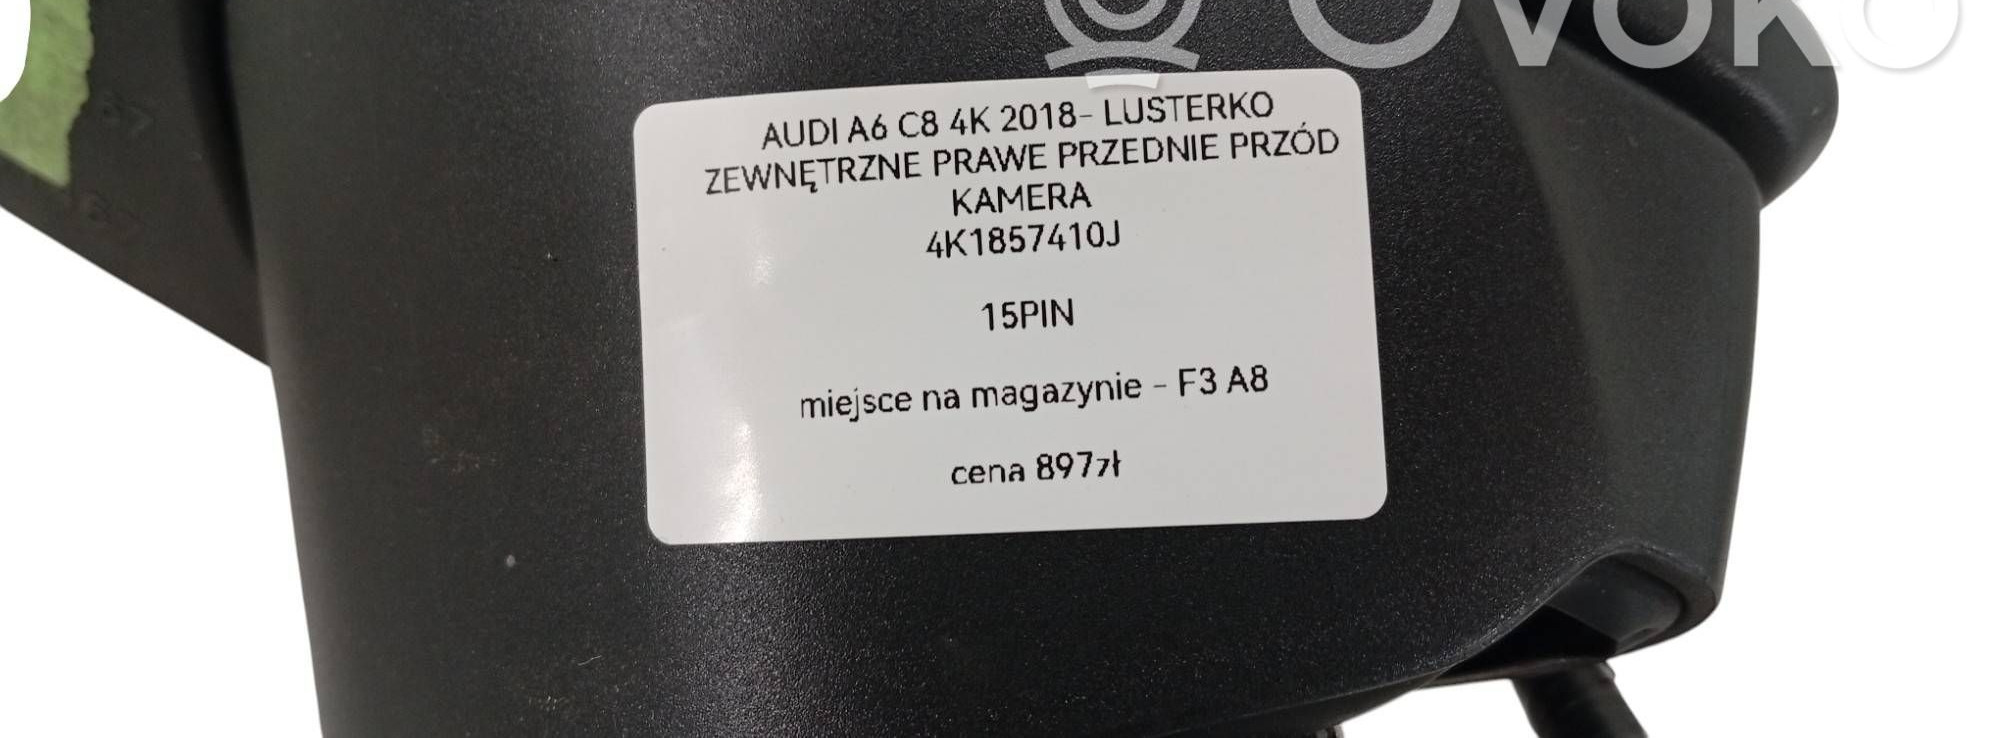 Ovoko
AUDI A6 C8 4K 2018- LUSTERKO
ZEWNĘTRZNE PRAWE PRZEDNIE PRZÓD
KAMERA
4K1857410J
15PIN
miejsce na magazynie - F3 A8
cena 897zł